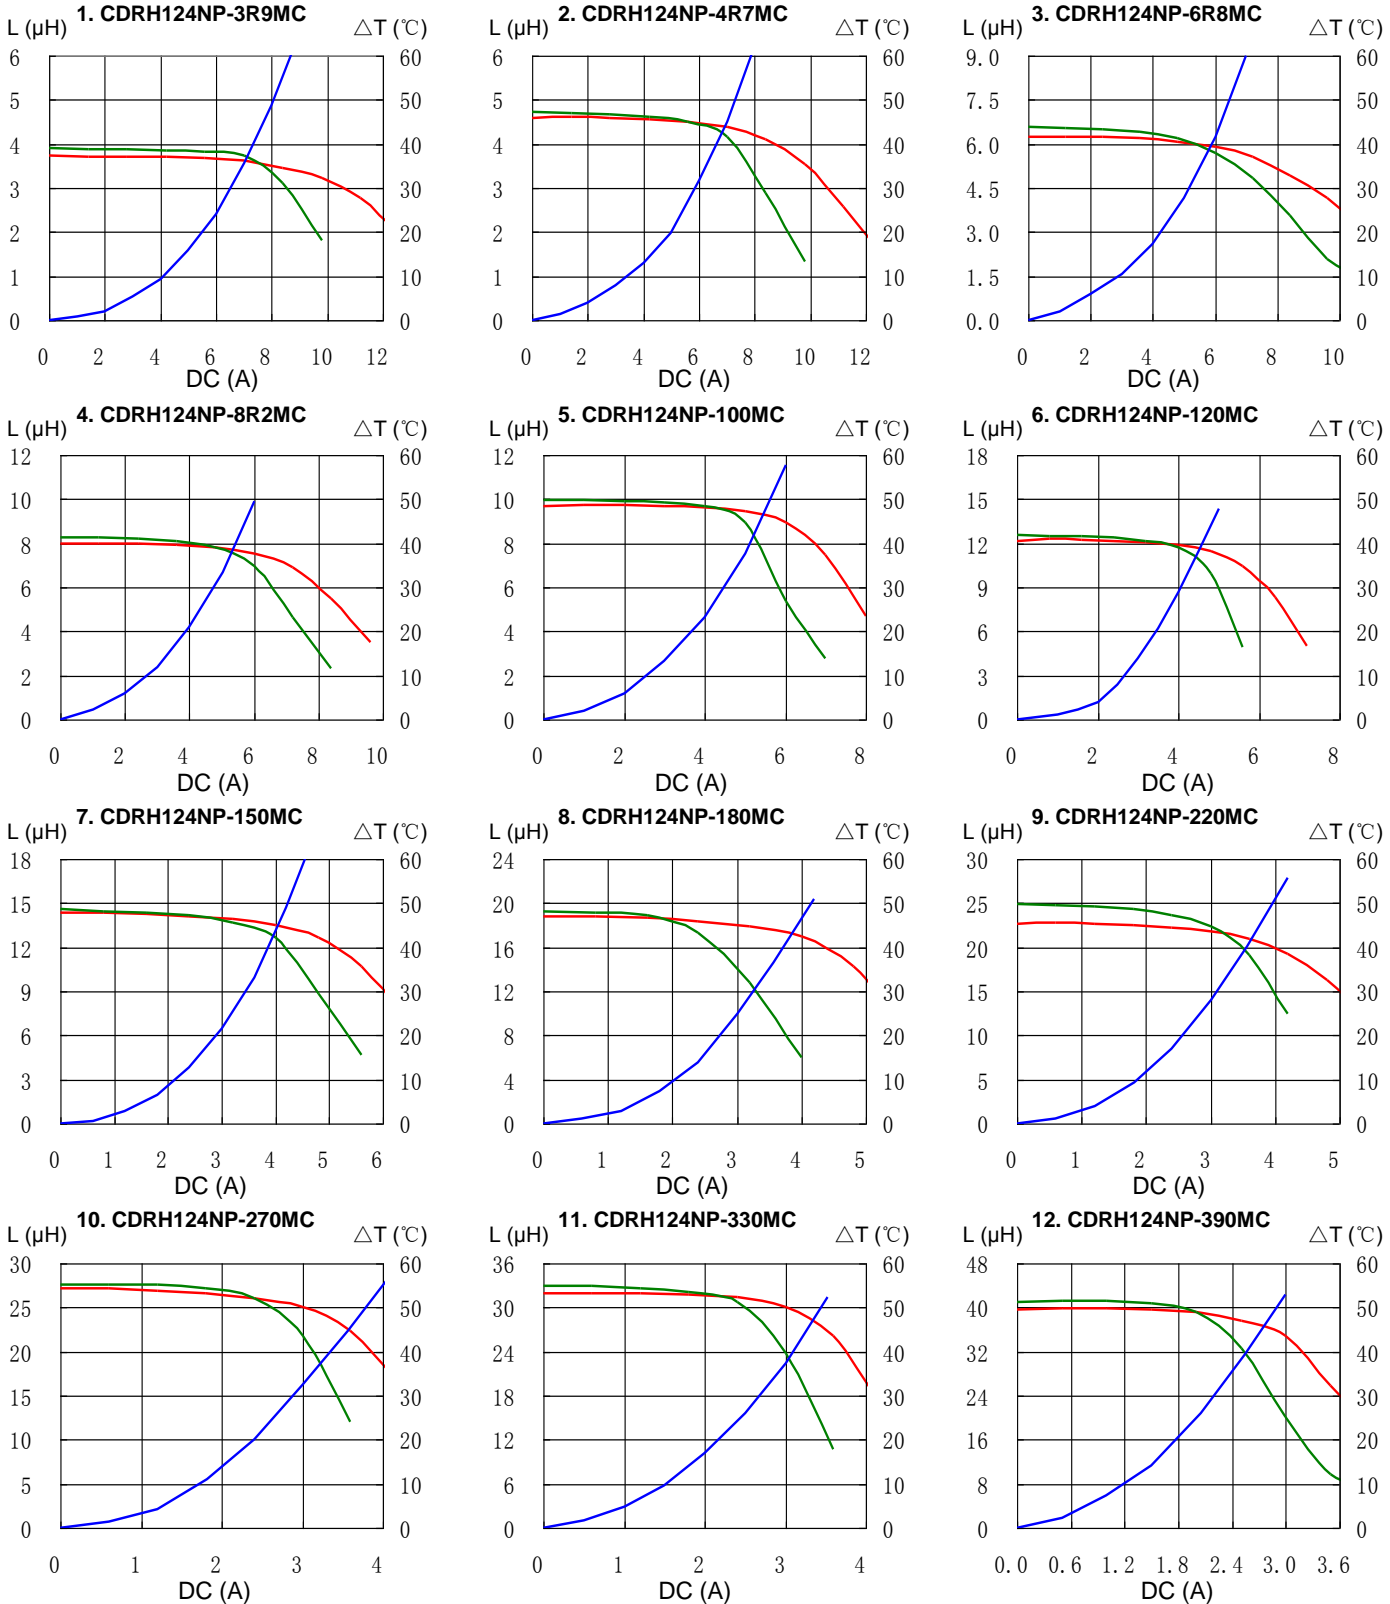 1. CDRH124NP-3R9MC
L (μH)
△T (℃)
6
5
4
3
2
1
0
60
50
40
30
20
10
0
0 2 4 6 8 10 12
DC (A)
2. CDRH124NP-4R7MC
L (μH)
△T (℃)
6
5
4
3
2
1
0
60
50
40
30
20
10
0
0 2 4 6 8 10 12
DC (A)
3. CDRH124NP-6R8MC
L (μH)
△T (℃)
9.0
7.5
6.0
4.5
3.0
1.5
0.0
60
50
40
30
20
10
0
0 2 4 6 8 10
DC (A)
4. CDRH124NP-8R2MC
L (μH)
△T (℃)
12
10
8
6
4
2
0
60
50
40
30
20
10
0
0 2 4 6 8 10
DC (A)
5. CDRH124NP-100MC
L (μH)
△T (℃)
12
10
8
6
4
2
0
60
50
40
30
20
10
0
0 2 4 6 8
DC (A)
6. CDRH124NP-120MC
L (μH)
△T (℃)
18
15
12
9
6
3
0
60
50
40
30
20
10
0
0 2 4 6 8
DC (A)
7. CDRH124NP-150MC
L (μH)
△T (℃)
18
15
12
9
6
3
0
60
50
40
30
20
10
0
0 1 2 3 4 5 6
DC (A)
8. CDRH124NP-180MC
L (μH)
△T (℃)
24
20
16
12
8
4
0
60
50
40
30
20
10
0
0 1 2 3 4 5
DC (A)
9. CDRH124NP-220MC
L (μH)
△T (℃)
30
25
20
15
10
5
0
60
50
40
30
20
10
0
0 1 2 3 4 5
DC (A)
10. CDRH124NP-270MC
L (μH)
△T (℃)
30
25
20
15
10
5
0
60
50
40
30
20
10
0
0 1 2 3 4
DC (A)
11. CDRH124NP-330MC
L (μH)
△T (℃)
36
30
24
18
12
6
0
60
50
40
30
20
10
0
0 1 2 3 4
DC (A)
12. CDRH124NP-390MC
L (μH)
△T (℃)
48
40
32
24
16
8
0
60
50
40
30
20
10
0
0.0 0.6 1.2 1.8 2.4 3.0 3.6
DC (A)